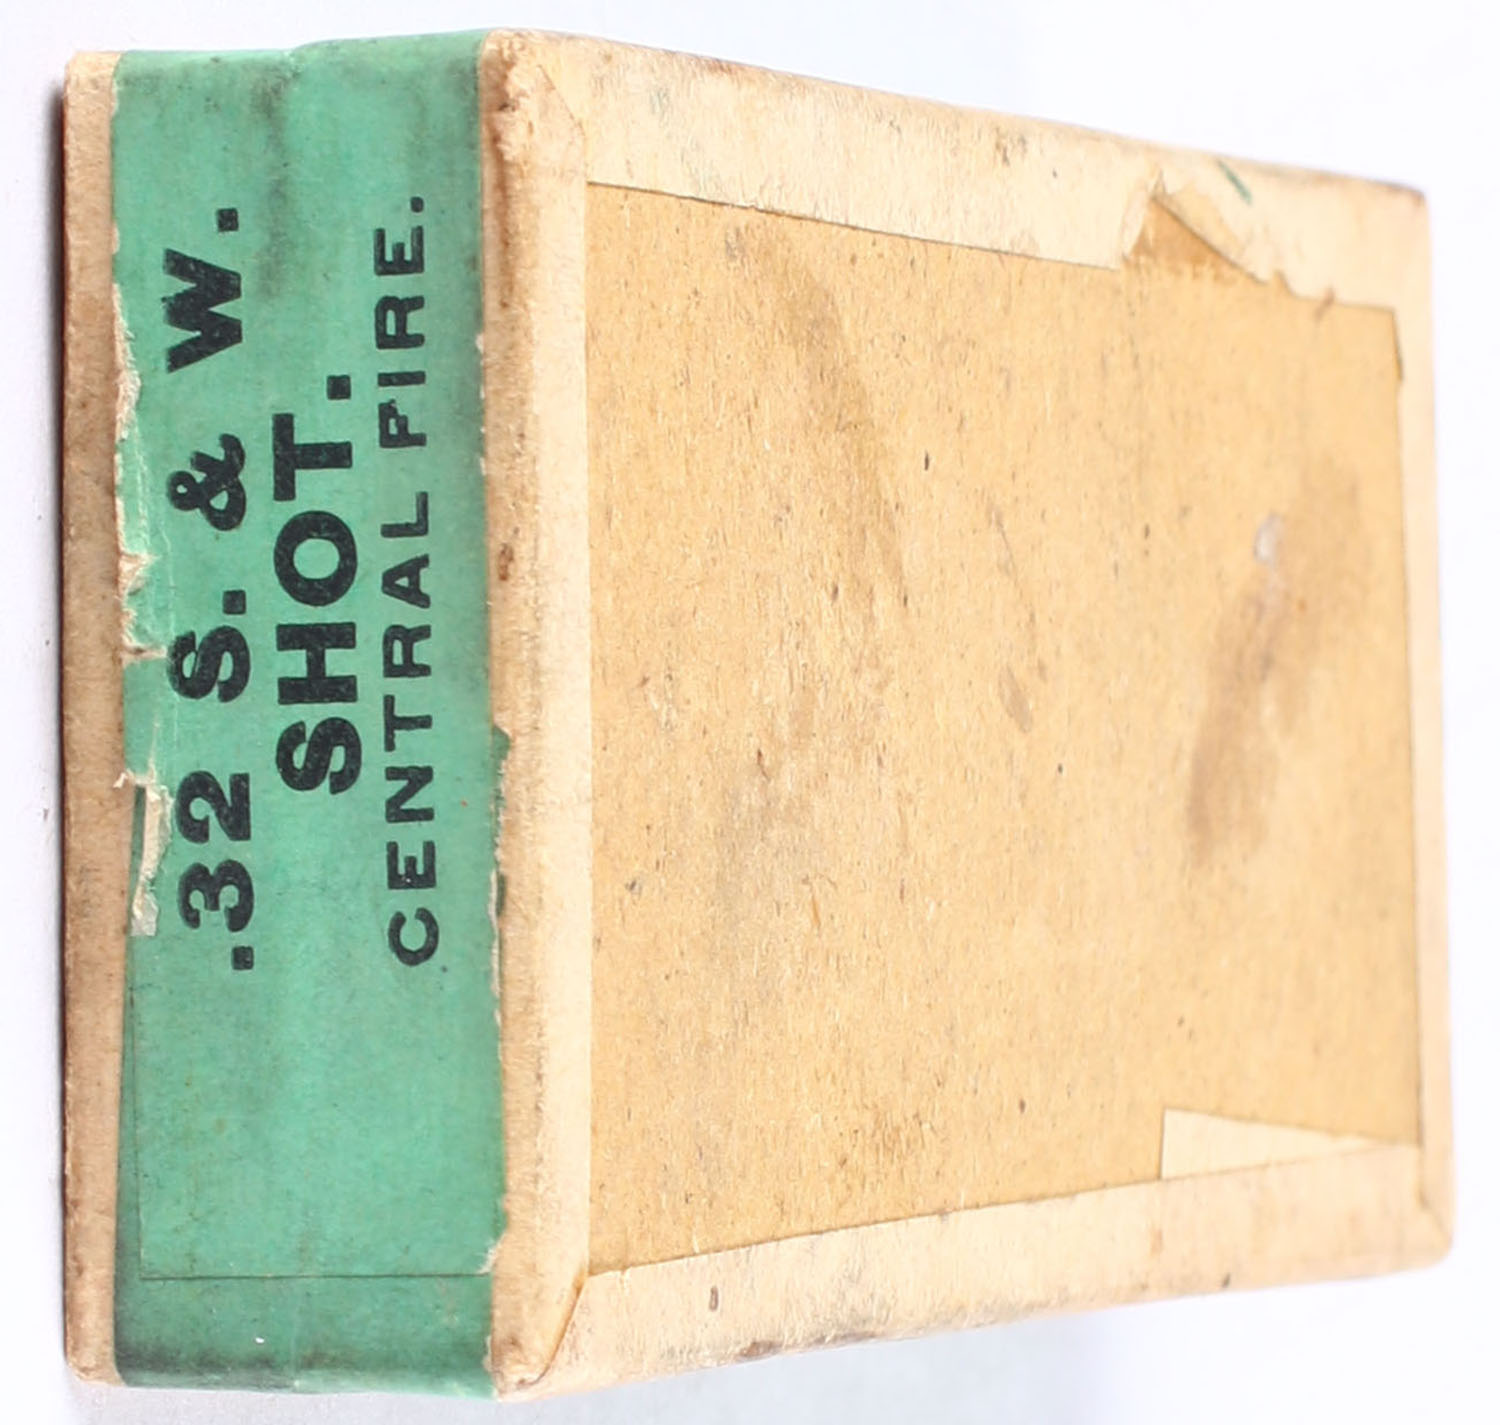 .32 S. & W.
SHOT.
CENTRAL FIRE.